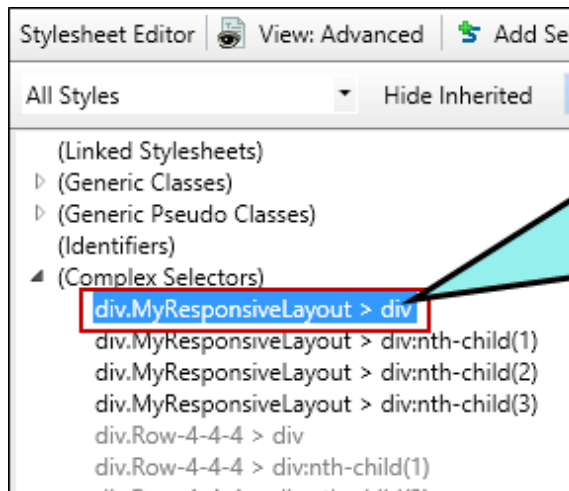 Stylesheet Editor View: Advanced Add Se
All Styles Hide Inherited
(Linked Stylesheets)
(Generic Classes)
(Generic Pseudo Classes)
(Identifiers)
(Complex Selectors)
div.MyResponsiveLayout > div
div.MyResponsiveLayout > div:nth-child(1)
div.MyResponsiveLayout > div:nth-child(2)
div.MyResponsiveLayout > div:nth-child(3)
div.Row-4-4-4 > div
div.Row-4-4-4 > div:nth-child(1)